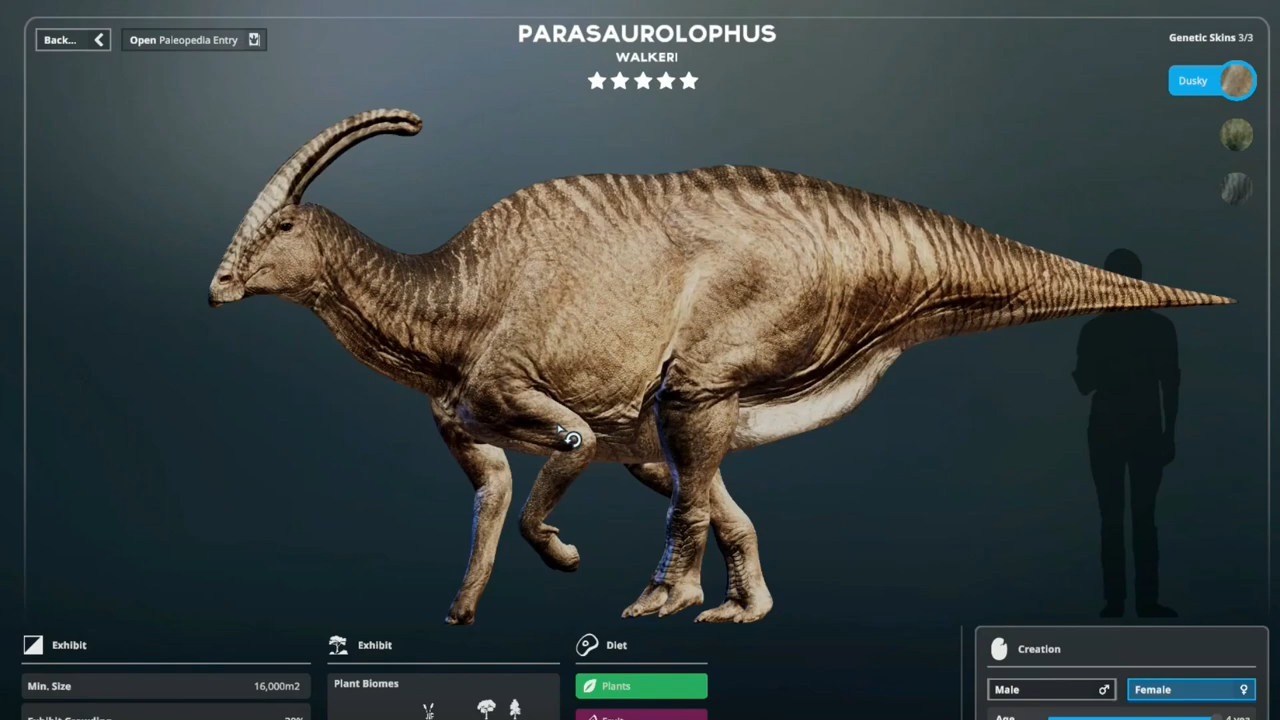 Back...
Open Paleopedia Entry
PARASAUROLOPHUS
WALKERI
Genetic Skins 3/3
Dusky
Exhibit
Min. Size
16,000m2
Exhibit
Plant Biomes
Diet
Plants
Creation
Male
Female